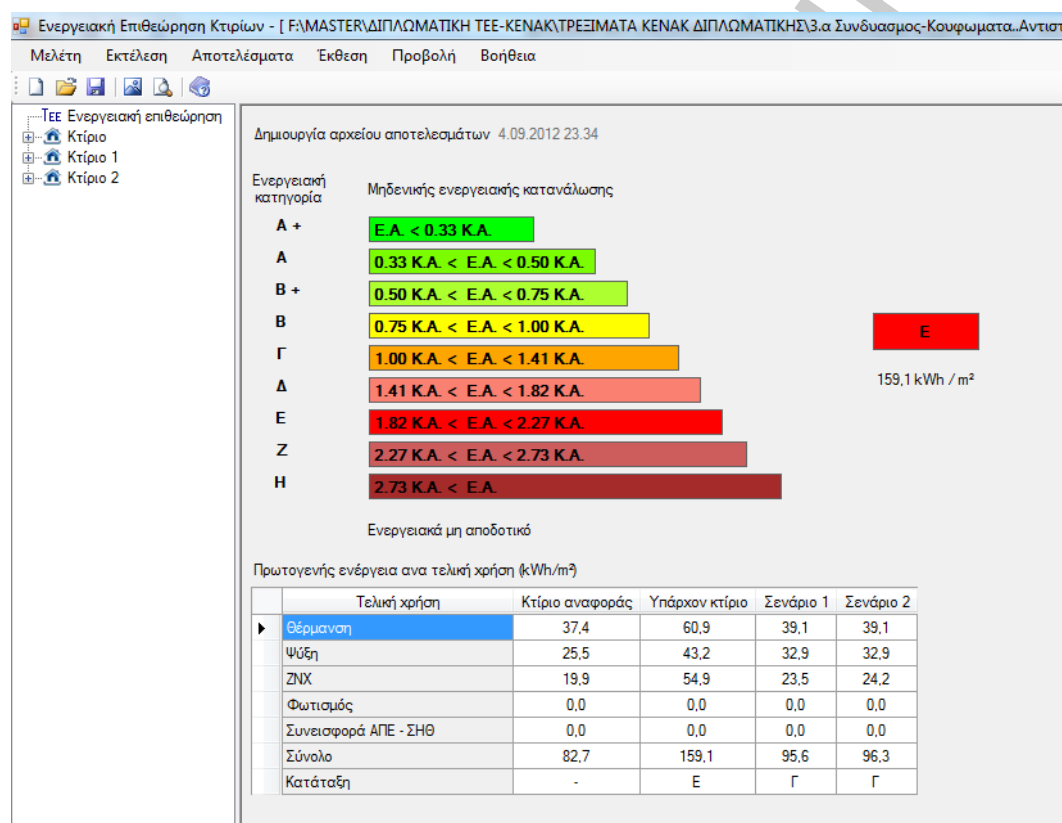 Ενεργειακή Επιθεώρηση Κτιρίων - [ F:\MASTER\ΔΙΠΛΩΜΑΤΙΚΗ ΤΕΕ-ΚΕΝΑΚ\ΤΡΕΞΙΜΑΤΑ ΚΕΝΑΚ ΔΙΠΛΩΜΑΤΙΚΗΣ\3.α Συνδυασμος-Κουφωματα..Αντιστ
Μελέτη Εκτέλεση Αποτελέσματα Έκθεση Προβολή Βοήθεια
ΤΕΕ Ενεργειακή επιθεώρηση
Κτίριο
Κτίριο 1
Κτίριο 2
Δημιουργία αρχείου αποτελεσμάτων 4.09.2012 23.34
Ενεργειακή κατηγορία
Μηδενικής ενεργειακής κατανάλωσης
Α + Ε.Α. < 0.33 Κ.Α.
Α 0.33 Κ.Α. < Ε.Α. < 0.50 Κ.Α.
Β + 0.50 Κ.Α. < Ε.Α. < 0.75 Κ.Α.
Β 0.75 Κ.Α. < Ε.Α. < 1.00 Κ.Α.
Γ 1.00 Κ.Α. < Ε.Α. < 1.41 Κ.Α.
Δ 1.41 Κ.Α. < Ε.Α. < 1.82 Κ.Α.
Ε 1.82 Κ.Α. < Ε.Α. < 2.27 Κ.Α.
Ζ 2.27 Κ.Α. < Ε.Α. < 2.73 Κ.Α.
Η 2.73 Κ.Α. < Ε.Α.
Ενεργειακά μη αποδοτικό
Ε
159,1 kWh / m²
Πρωτογενής ενέργεια ανα τελική χρήση (kWh/m²)
Τελική χρήση Κτίριο αναφοράς Υπάρχον κτίριο Σενάριο 1 Σενάριο 2
Θέρμανση 37,4 60,9 39,1 39,1
Ψύξη 25,5 43,2 32,9 32,9
ΖΝΧ 19,9 54,9 23,5 24,2
Φωτισμός 0,0 0,0 0,0 0,0
Συνεισφορά ΑΠΕ - ΣΗΘ 0,0 0,0 0,0 0,0
Σύνολο 82,7 159,1 95,6 96,3
Κατάταξη - Ε Γ Γ